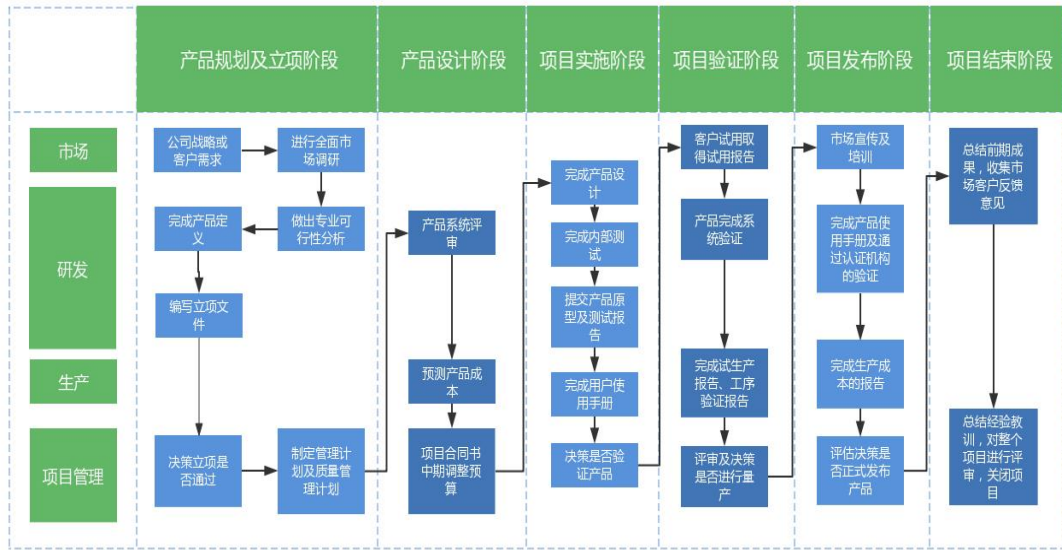 产品规划及立项阶段
产品设计阶段
项目实施阶段
项目验证阶段
项目发布阶段
项目结束阶段
市场
研发
生产
项目管理
公司战略或
客户需求
进行全面市
场调研
完成产品定
义
做出专业可
行性分析
编写立项文
件
决策立项是
否通过
制定管理计
划及质量管
理计划
产品系统评
审
预测产品成
本
项目合同书
中期调整预
算
完成产品设
计
完成内部测
试
提交产品原
型及测试报
告
完成用户使
用手册
决策是否验
证产品
客户试用取
得试用报告
产品完成系
统验证
完成试生产
报告、工序
验证报告
评审及决策
是否进行量
产
市场宣传及
培训
完成产品使
用手册及通
过认证机构
的验证
完成生产成
本的报告
评估决策是
否正式发布
产品
总结前期成
果，收集市
场客户反馈
意见
总结经验教
训，对整个
项目进行评
审，关闭项
目